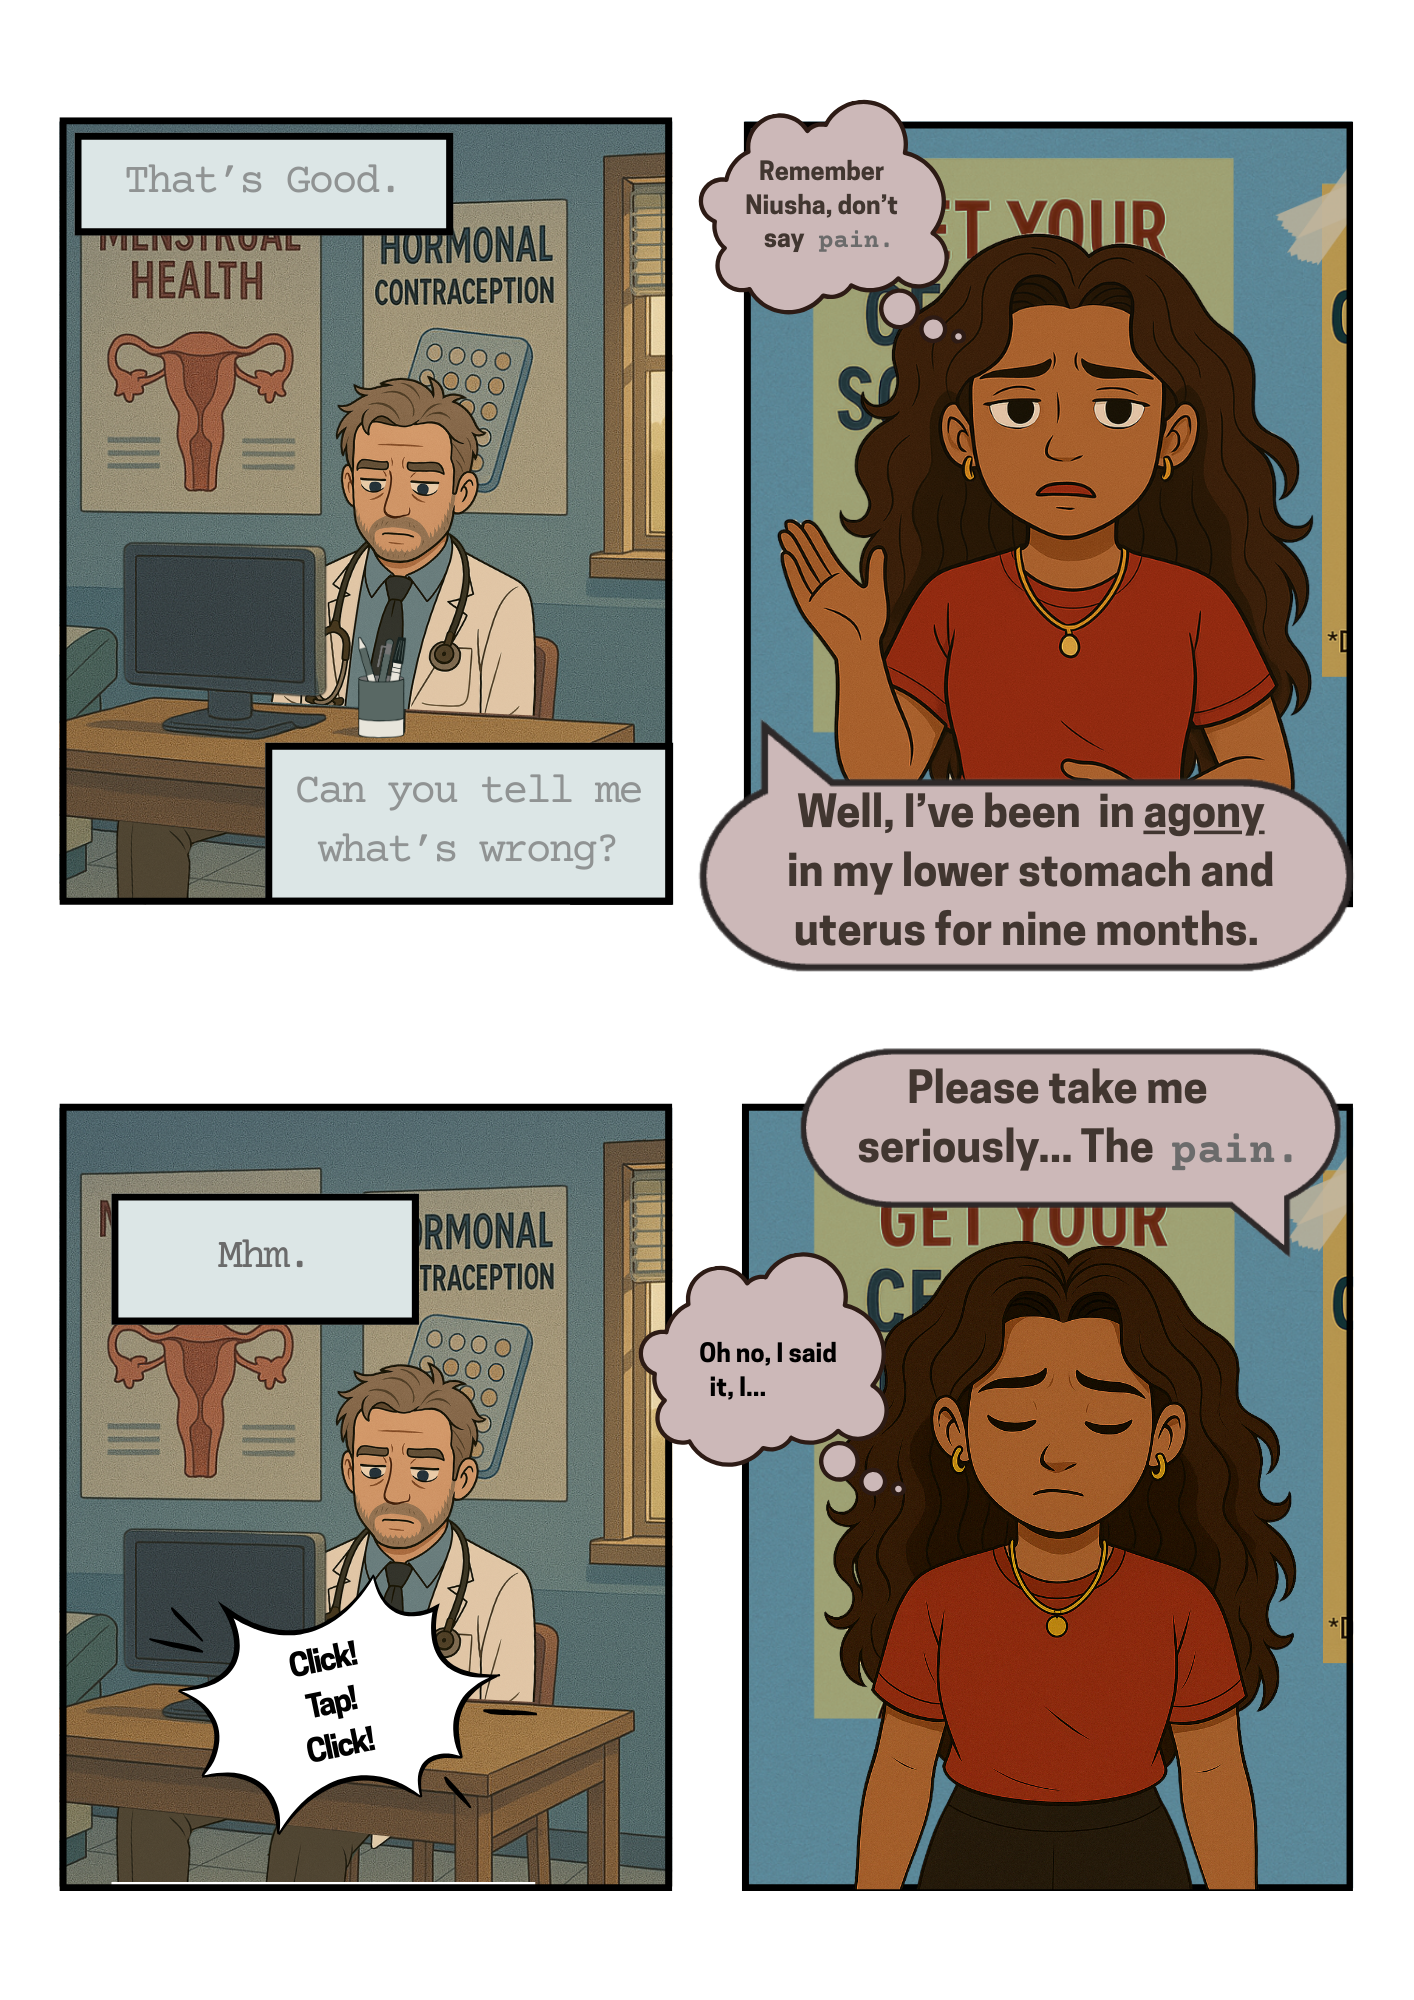 That's Good.
MENSTRUAL
HEALTH
HORMONAL
CONTRACEPTION
Can you tell me
what's wrong?
Remember
Niusha, don't
say pain.
YOUR
Well, I've been in agony
in my lower stomach and
uterus for nine months.
Mhm.
Click!
Tap!
Click!
Please take me
seriously... The pain.
GET YOUR
Oh no, I said
it, I...